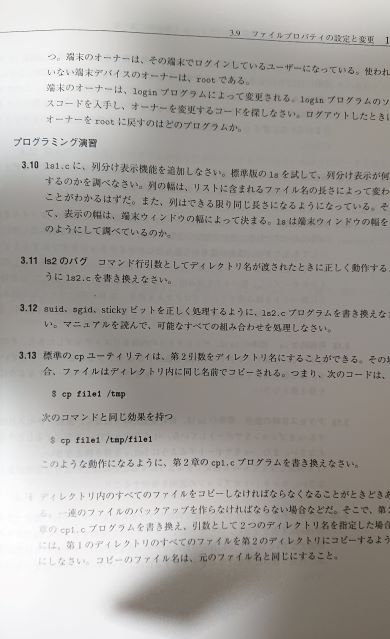 3.9 ファイルプロパティの設定と変更 1
つ。端末のオーナーは、その端末でログインしているユーザーになっている。使われ
いない端末デバイスのオーナーは、root である。
端末のオーナーは、login プログラムによって変更される。login プログラムのソ
スコードを入手し、オーナーを変更するコードを探しなさい。ログアウトしたとき
オーナーを root に戻すのはどのプログラムか。
プログラミング演習
3.10 ls1.c に、列分け表示機能を追加しなさい。標準版の ls を試して、列分け表示が何
するのかを調べなさい。列の幅は、リストに含まれるファイル名の長さによって変わ
ことがわかるはずだ。また、列はできる限り同じ長さになるようになっている。そ
て、表示の幅は、端末ウィンドウの幅によって決まる。ls は端末ウィンドウの幅を
のようにして調べているのか。
3.11 ls2 のバグ コマンド行引数としてディレクトリ名が渡されたときに正しく動作する
うに ls2.c を書き換えなさい。
3.12 suid、sgid、sticky ビットを正しく処理するように、ls2.c プログラムを書き換えな
い。マニュアルを読んで、可能なすべての組み合わせを処理しなさい。
3.13 標準の cp ユーティリティは、第2引数をディレクトリ名にすることができる。その
合、ファイルはディレクトリ内に同じ名前でコピーされる。つまり、次のコードは、
$ cp file1 /tmp
次のコマンドと同じ効果を持つ
$ cp file1 /tmp/file1
このような動作になるように、第2章の cp1.c プログラムを書き換えなさい。
ディレクトリ内のすべてのファイルをコピーしなければならなくなることがときどきあ
る。一連のファイルのバックアップを作らなければならない場合などだ。そこで、第
章の cp1.c プログラムを書き換え、引数として2つのディレクトリ名を指定した場合
には、第1のディレクトリのすべてのファイルを第2のディレクトリにコピーするよう
にしなさい。コピーのファイル名は、元のファイル名と同じにすること。